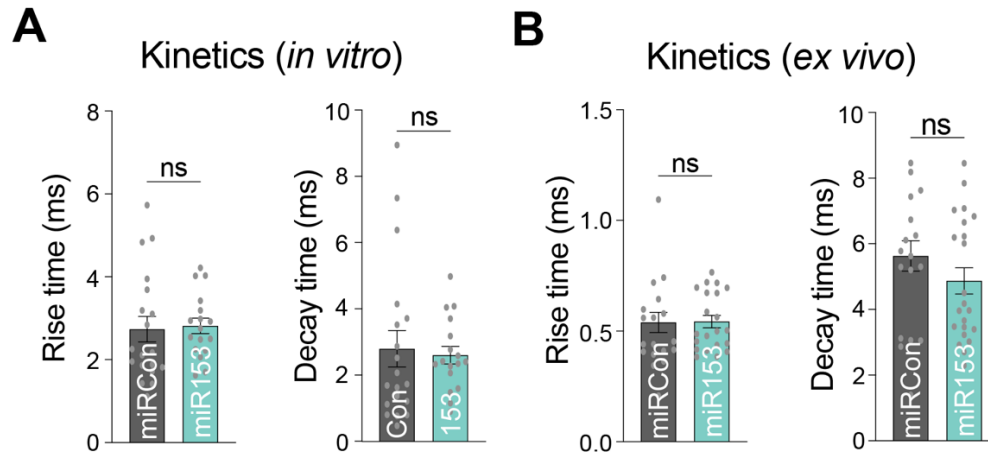 A
Kinetics (in vitro)
Rise time (ms)
8
6
4
2
0
ns
miRCon
miR153
Decay time (ms)
10
8
6
4
2
0
ns
Con
153
B
Kinetics (ex vivo)
Rise time (ms)
1.5
1.0
0.5
0.0
ns
miRCon
miR153
Decay time (ms)
10
8
6
4
2
0
ns
miRCon
miR153